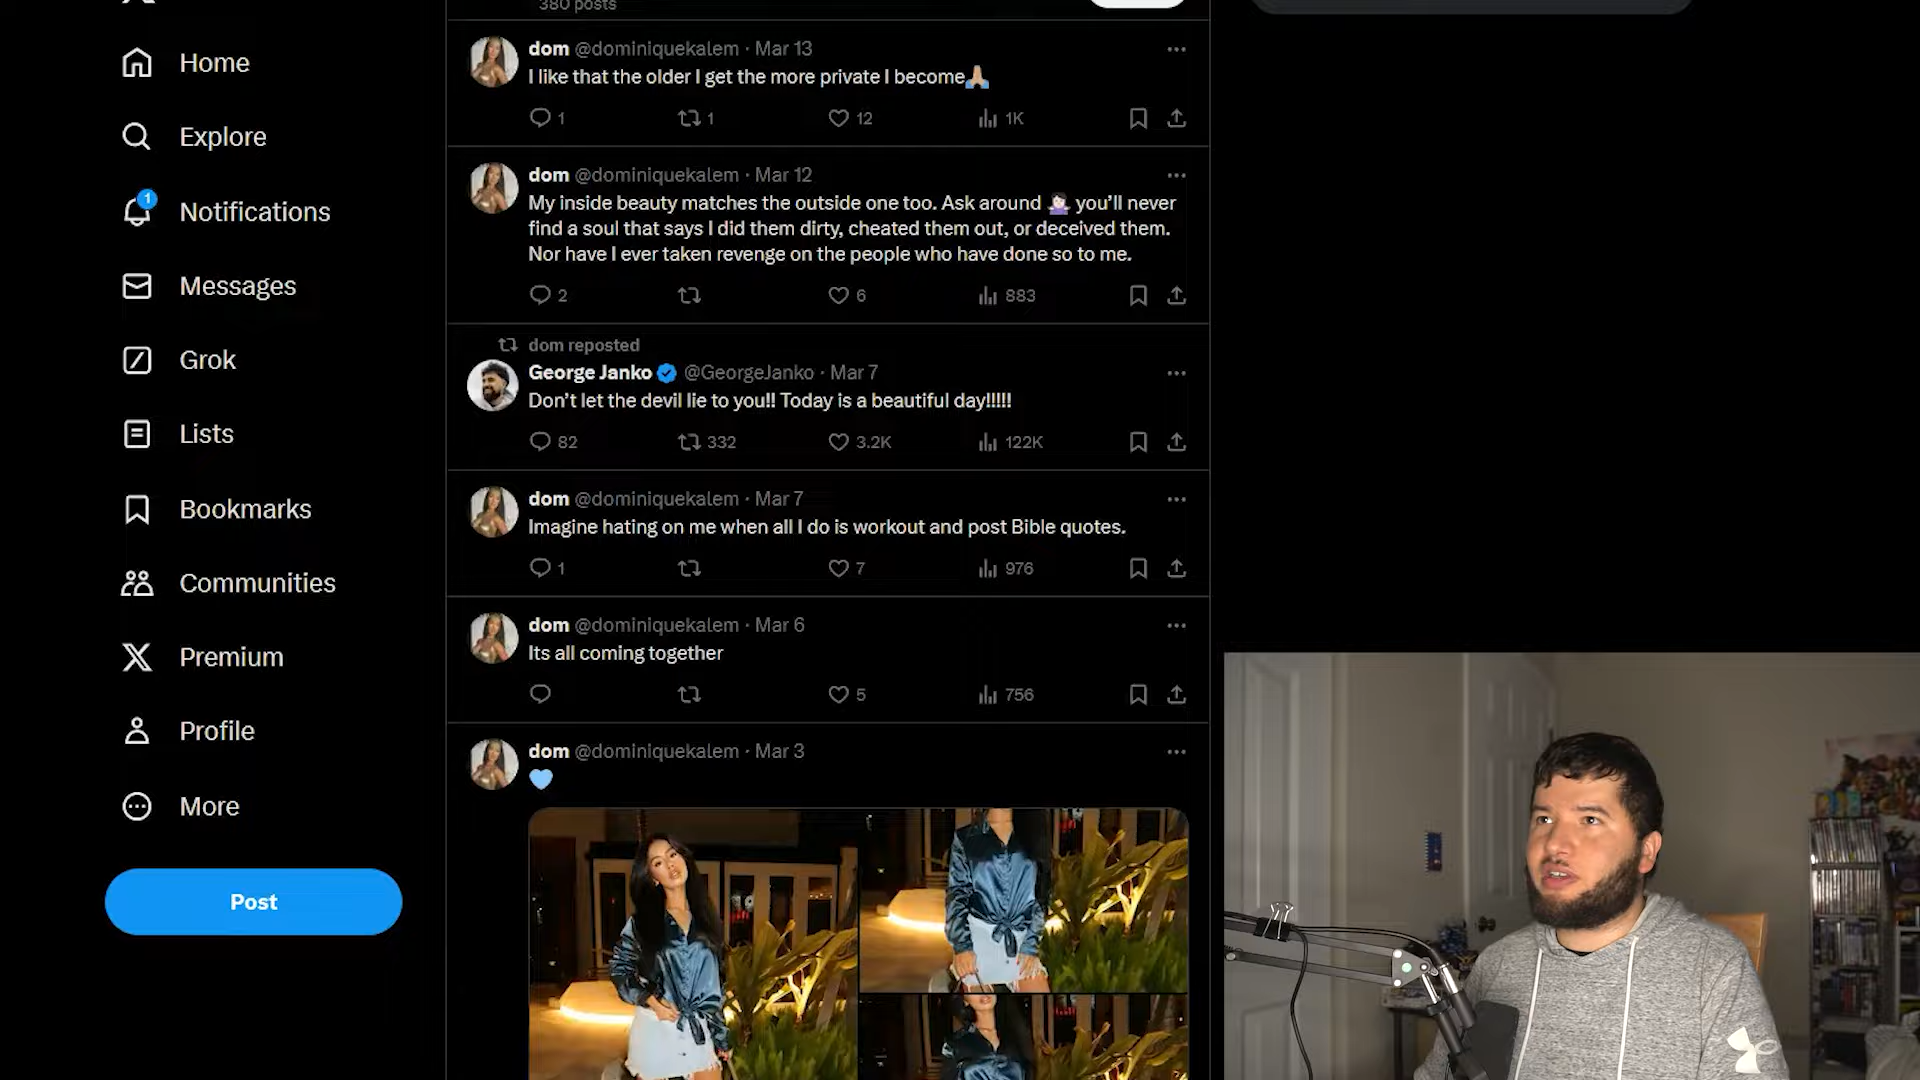 380 posts
Home
Explore
1
Notifications
Messages
Grok
Lists
Bookmarks
Communities
Premium
Profile
More
Post
dom @dominiquekalem · Mar 13
I like that the older I get the more private I become🙏🏼
1 1 12 1K
dom @dominiquekalem · Mar 12
My inside beauty matches the outside one too. Ask around 🤷🏻‍♀️ you’ll never
find a soul that says I did them dirty, cheated them out, or deceived them.
Nor have I ever taken revenge on the people who have done so to me.
2 6 883
dom reposted
George Janko @GeorgeJanko · Mar 7
Don’t let the devil lie to you!! Today is a beautiful day!!!!!
82 332 3.2K 122K
dom @dominiquekalem · Mar 7
Imagine hating on me when all I do is workout and post Bible quotes.
1 7 976
dom @dominiquekalem · Mar 6
Its all coming together
5 756
dom @dominiquekalem · Mar 3
🩵